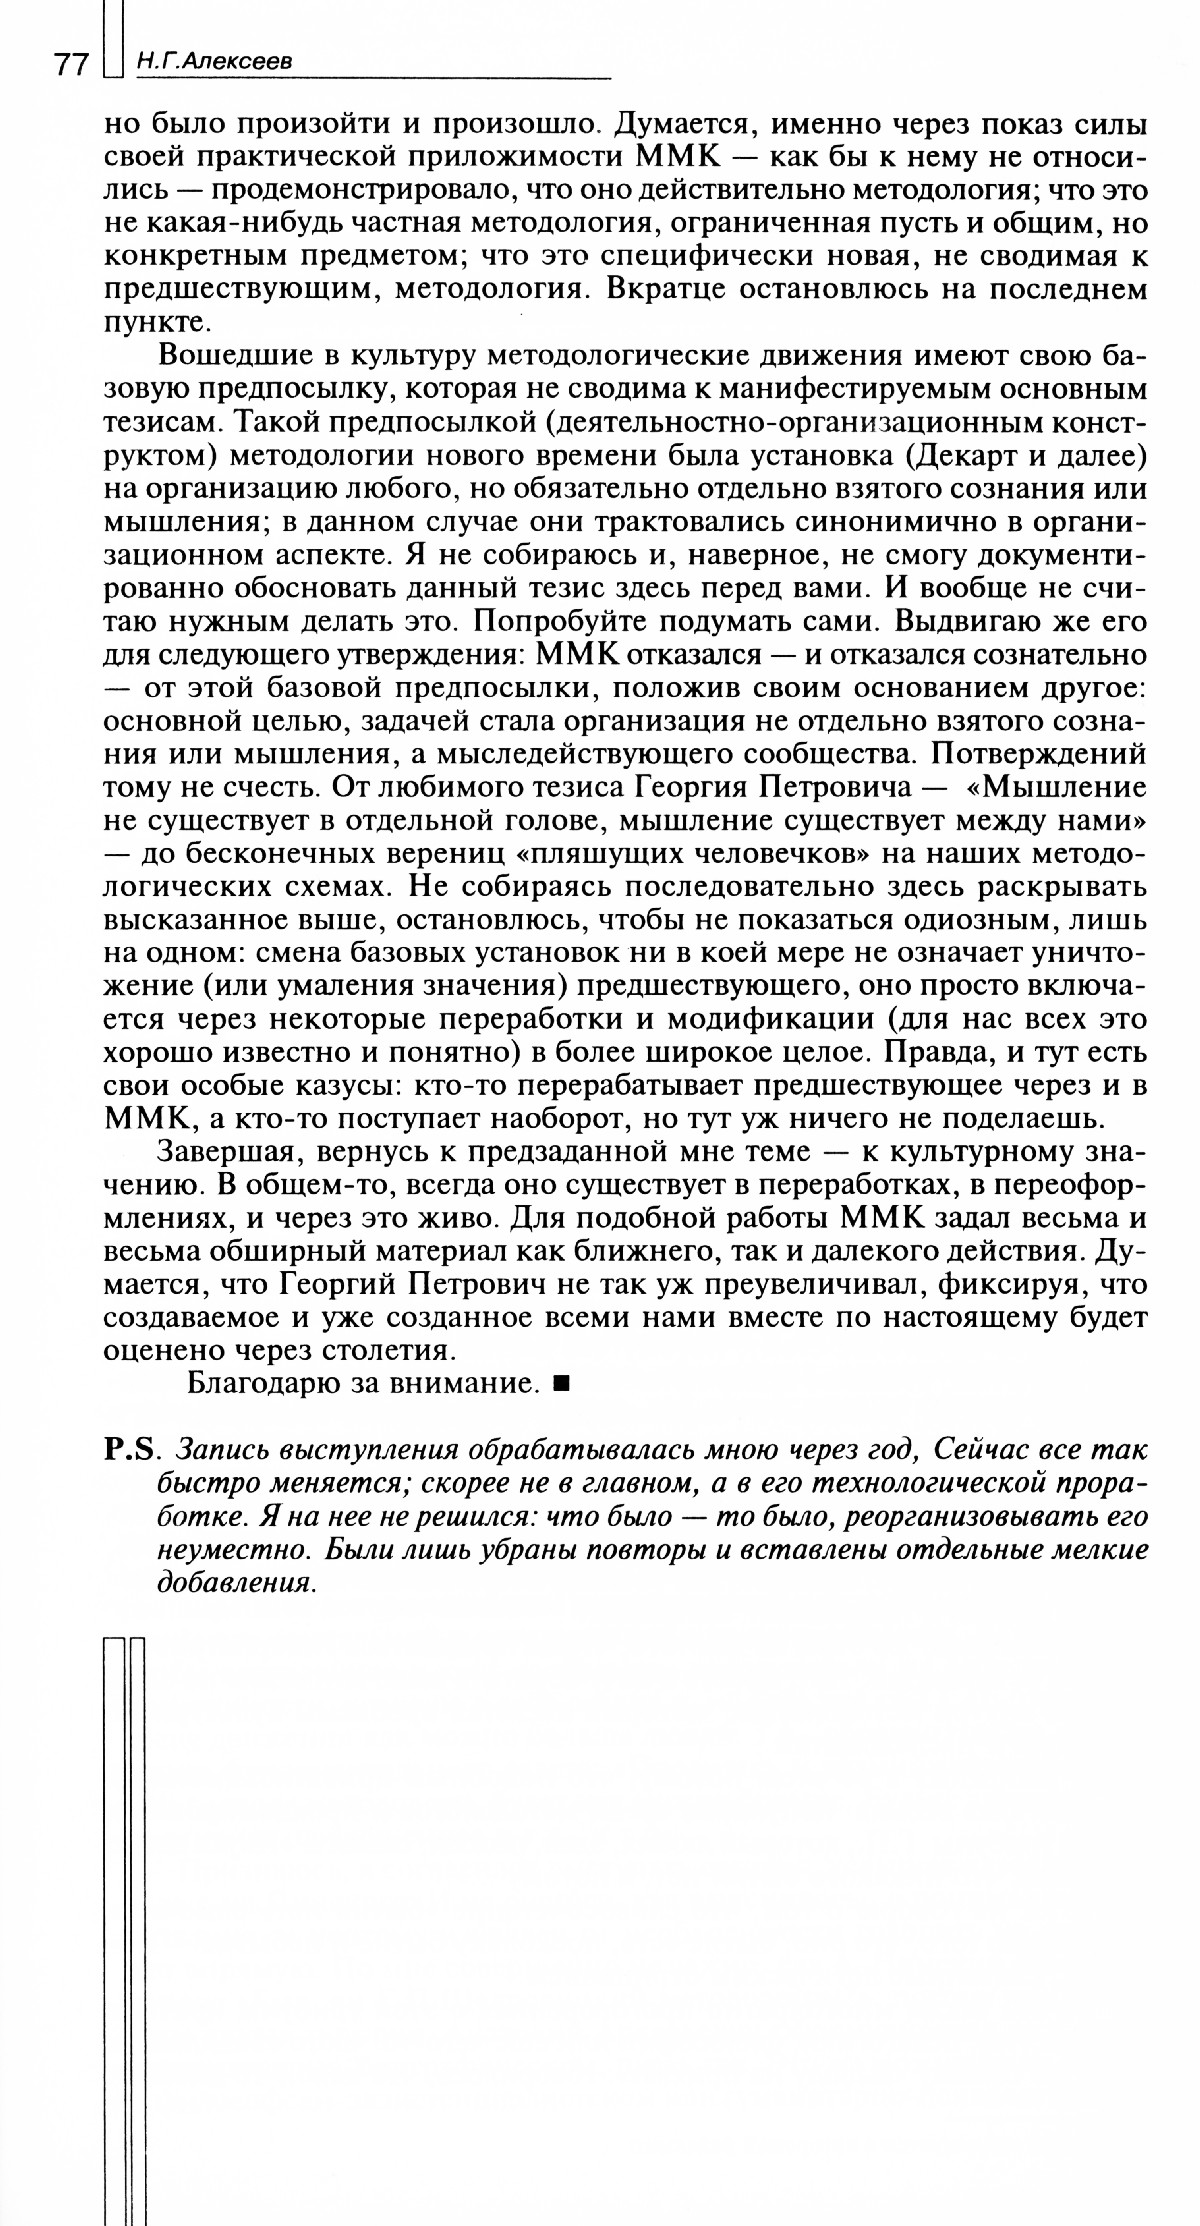 77
Н.Г.Алексеев
но было произойти и произошло. Думается, именно через показ силы
своей практической приложимости ММК — как бы к нему не относи-
лись — продемонстрировало, что оно действительно методология; что это
не какая-нибудь частная методология, ограниченная пусть и общим, но
конкретным предметом; что это специфически новая, не сводимая к
предшествующим, методология. Вкратце остановлюсь на последнем
пункте.
Вошедшие в культуру методологические движения имеют свою ба-
зовую предпосылку, которая не сводима к манифестируемым основным
тезисам. Такой предпосылкой (деятельностно-организационным конст-
руктом) методологии нового времени была установка (Декарт и далее)
на организацию любого, но обязательно отдельно взятого сознания или
мышления; в данном случае они трактовались синонимично в органи-
зационном аспекте. Я не собираюсь и, наверное, не смогу документи-
рованно обосновать данный тезис здесь перед вами. И вообще не счи-
таю нужным делать это. Попробуйте подумать сами. Выдвигаю же его
для следующего утверждения: ММК отказался — и отказался сознательно
— от этой базовой предпосылки, положив своим основанием другое:
основной целью, задачей стала организация не отдельно взятого созна-
ния или мышления, а мыследействующего сообщества. Потверждений
тому не счесть. От любимого тезиса Георгия Петровича — «Мышление
не существует в отдельной голове, мышление существует между нами»
— до бесконечных верениц «пляшущих человечков» на наших методо-
логических схемах. Не собираясь последовательно здесь раскрывать
высказанное выше, остановлюсь, чтобы не показаться одиозным, лишь
на одном: смена базовых установок ни в коей мере не означает уничто-
жение (или умаления значения) предшествующего, оно просто включа-
ется через некоторые переработки и модификации (для нас всех это
хорошо известно и понятно) в более широкое целое. Правда, и тут есть
свои особые казусы: кто-то перерабатывает предшествующее через и в
ММК, а кто-то поступает наоборот, но тут уж ничего не поделаешь.
Завершая, вернусь к предзаданной мне теме — к культурному зна-
чению. В общем-то, всегда оно существует в переработках, в переофор-
млениях, и через это живо. Для подобной работы ММК задал весьма и
весьма обширный материал как ближнего, так и далекого действия. Ду-
мается, что Георгий Петрович не так уж преувеличивал, фиксируя, что
создаваемое и уже созданное всеми нами вместе по настоящему будет
оценено через столетия.
Благодарю за внимание. ■
P.S. Запись выступления обрабатывалась мною через год, Сейчас все так
быстро меняется; скорее не в главном, а в его технологической прора-
ботке. Я на нее не решился: что было — то было, реорганизовывать его
неуместно. Были лишь убраны повторы и вставлены отдельные мелкие
добавления.